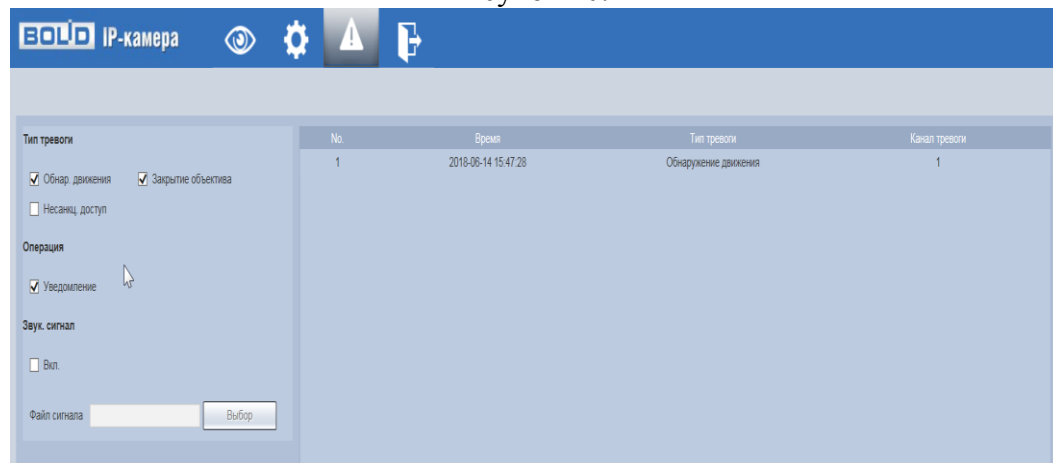 BOLID IP-камера
Тип тревоги
Обнар. движения Закрытие объектива
Несанкц. доступ
Операция
Уведомление
Звук. сигнал
Вкл.
Файл сигнала Выбор
No. Время Тип тревоги Канал тревоги
1 2018-06-14 15:47:28 Обнаружение движения 1